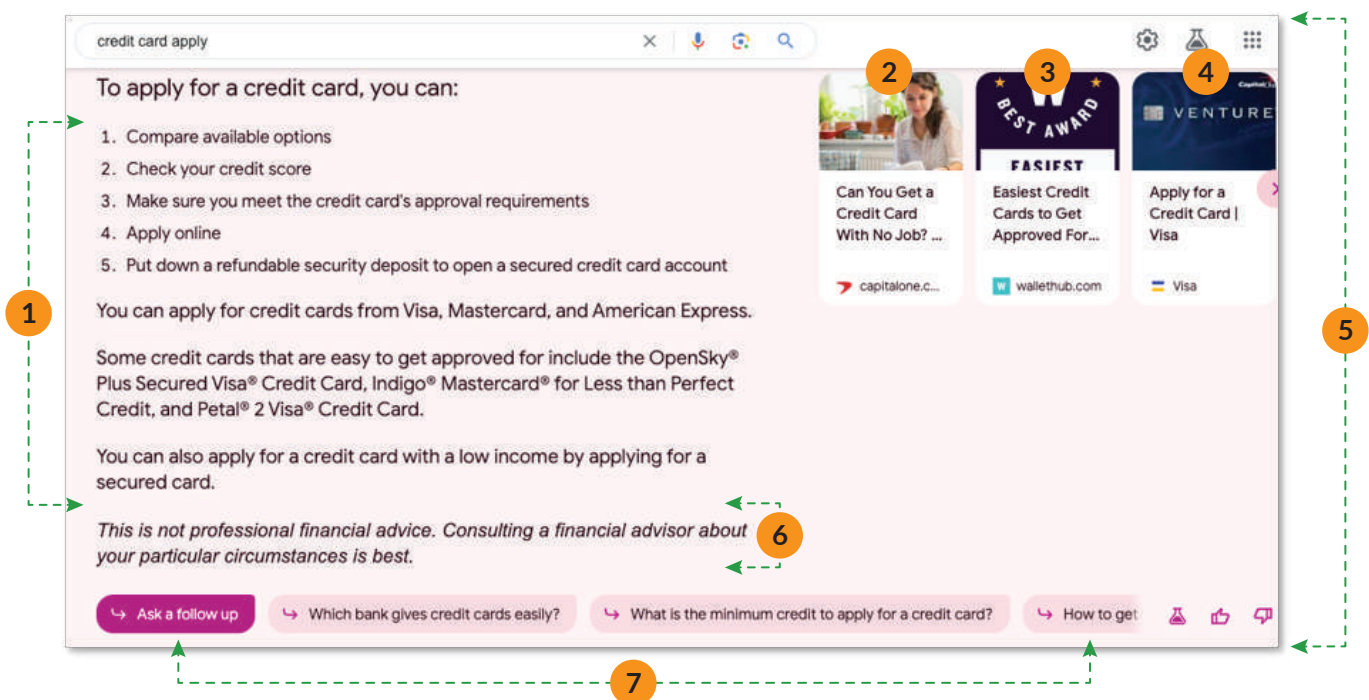 credit card apply
To apply for a credit card, you can:
1. Compare available options
2. Check your credit score
3. Make sure you meet the credit card's approval requirements
4. Apply online
5. Put down a refundable security deposit to open a secured credit card account
You can apply for credit cards from Visa, Mastercard, and American Express.
Some credit cards that are easy to get approved for include the OpenSky®
Plus Secured Visa® Credit Card, Indigo® Mastercard® for Less than Perfect
Credit, and Petal® 2 Visa® Credit Card.
You can also apply for a credit card with a low income by applying for a
secured card.
This is not professional financial advice. Consulting a financial advisor about
your particular circumstances is best.
1
2
Can You Get a
Credit Card
With No Job? ...
capitalone.c...
3
BEST AWARD
EASIEST
Easiest Credit
Cards to Get
Approved For...
W
wallethub.com
4
VENTURE
Apply for a
Credit Card |
Visa
Visa
5
6
Ask a follow up
Which bank gives credit cards easily?
What is the minimum credit to apply for a credit card?
How to get
7